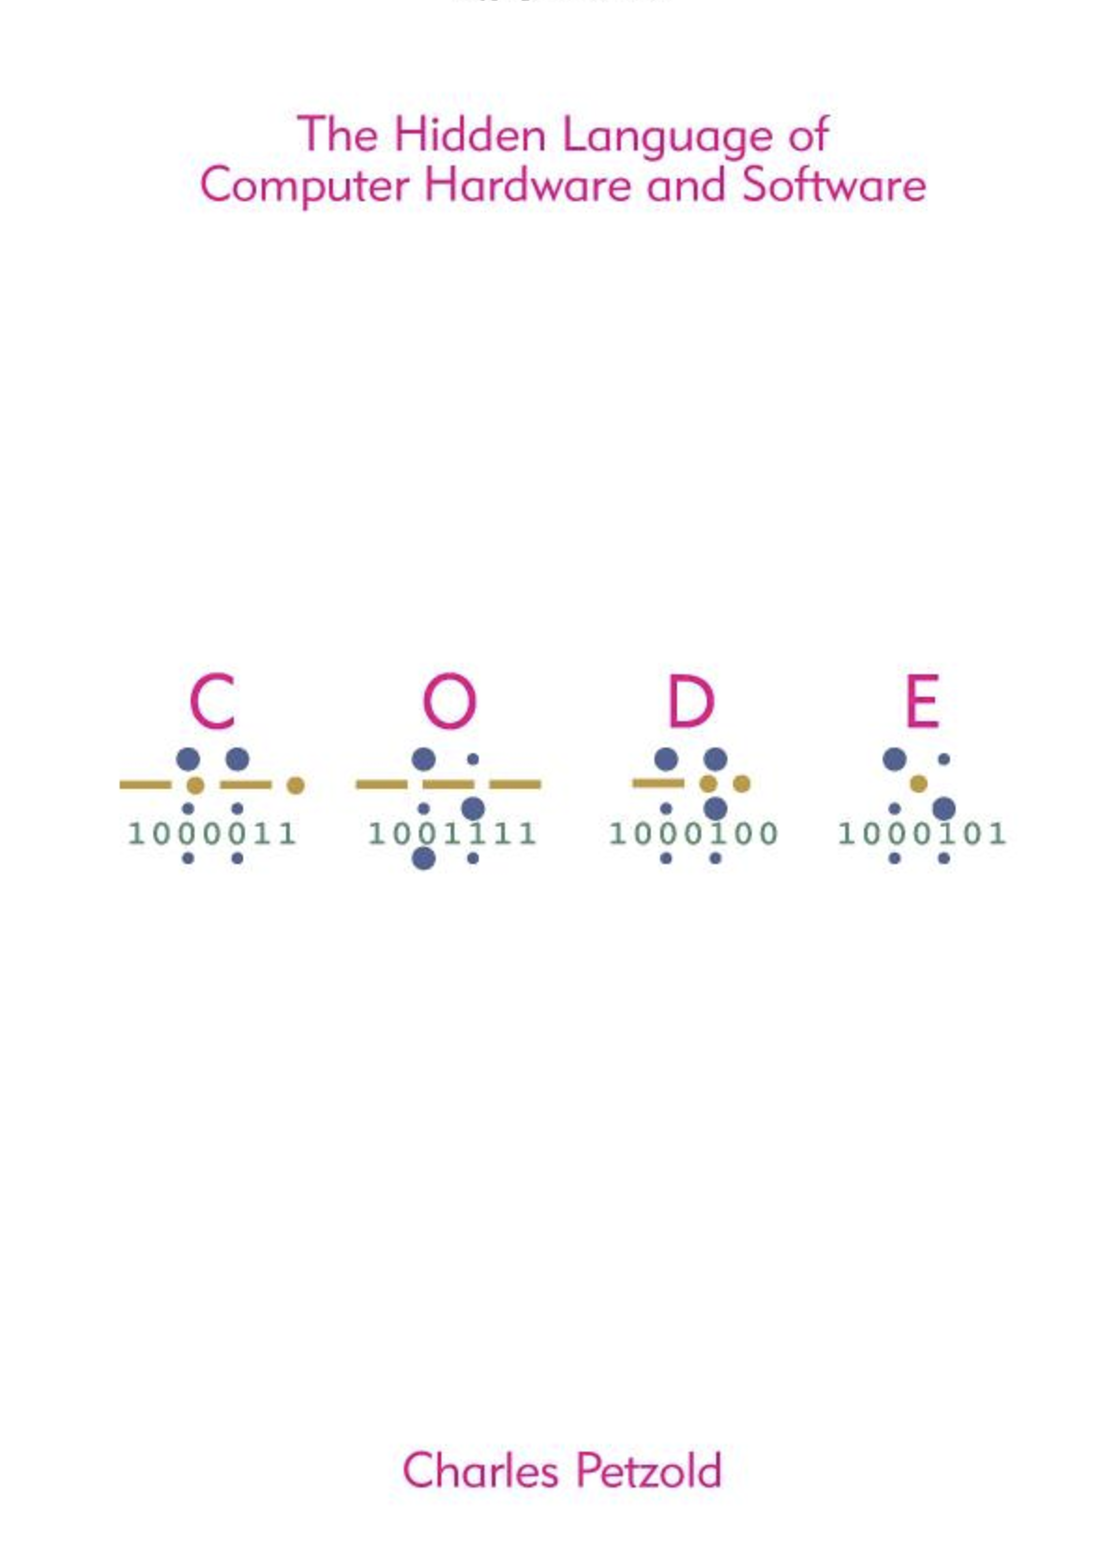 The Hidden Language of
Computer Hardware and Software
C O D E
1000011 1001111 1000100 1000101
Charles Petzold